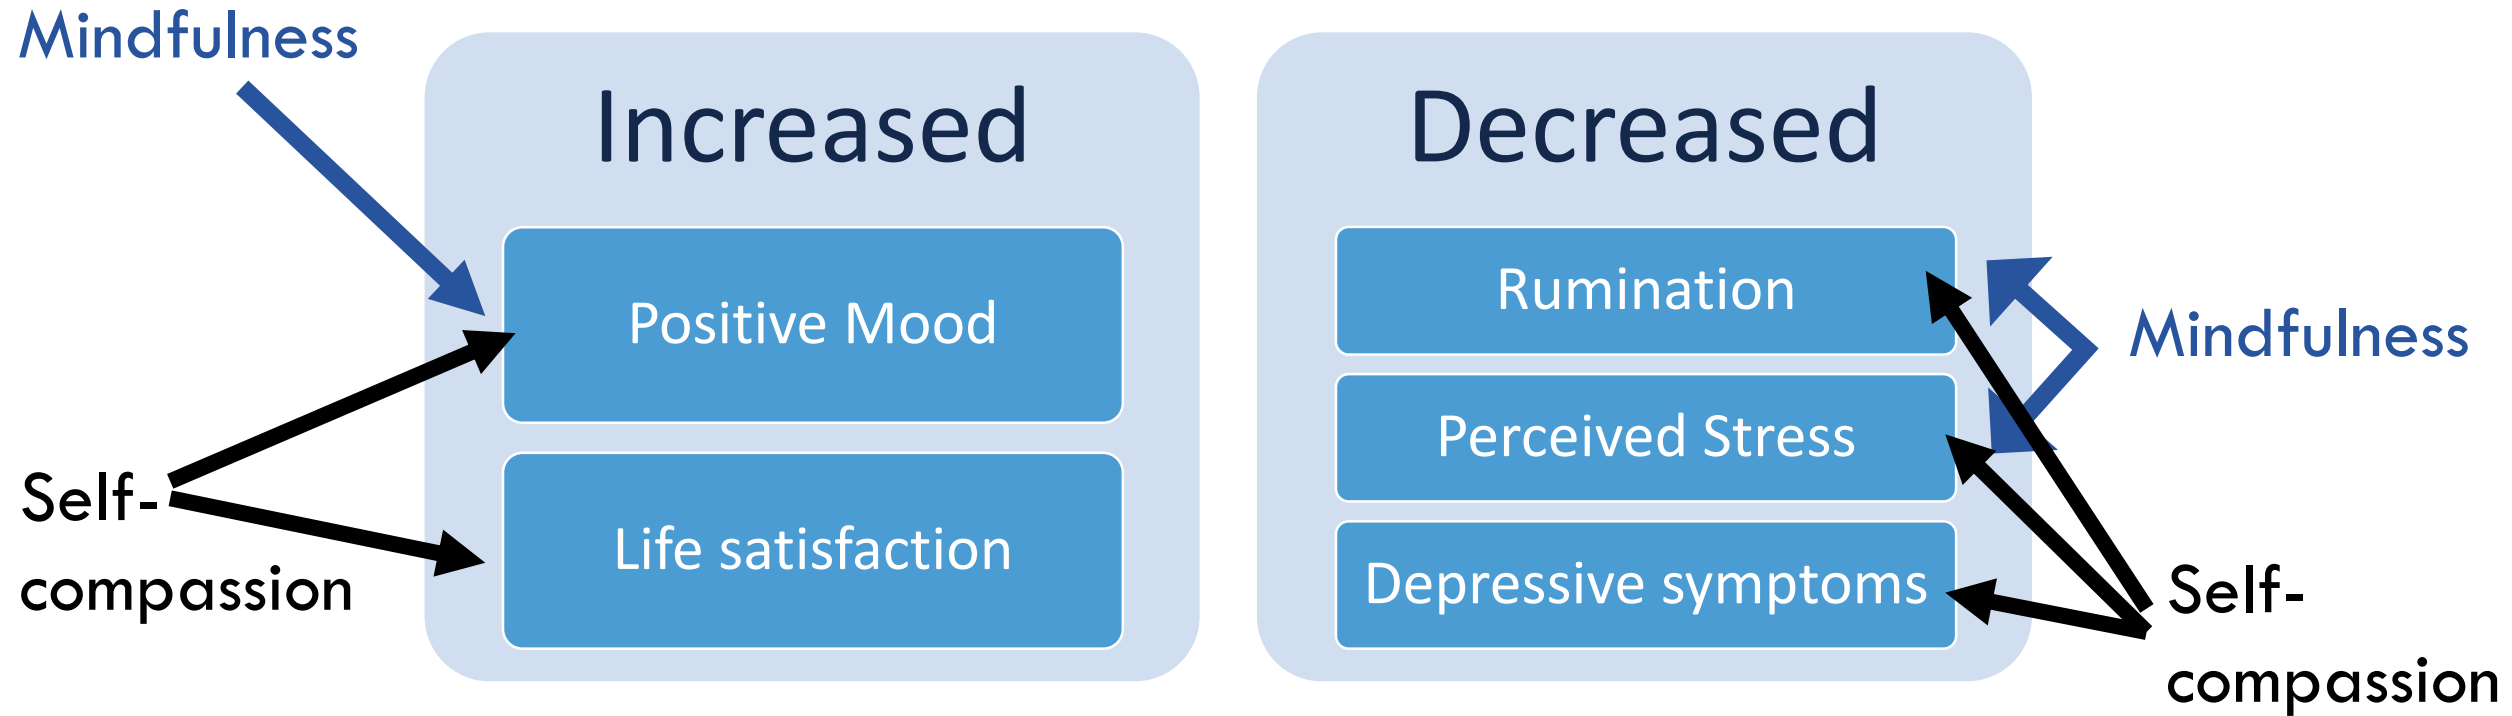 Mindfulness
Increased
Positive Mood
Life satisfaction
Self-
compassion
Decreased
Rumination
Perceived Stress
Depressive symptoms
Mindfulness
Self-
compassion